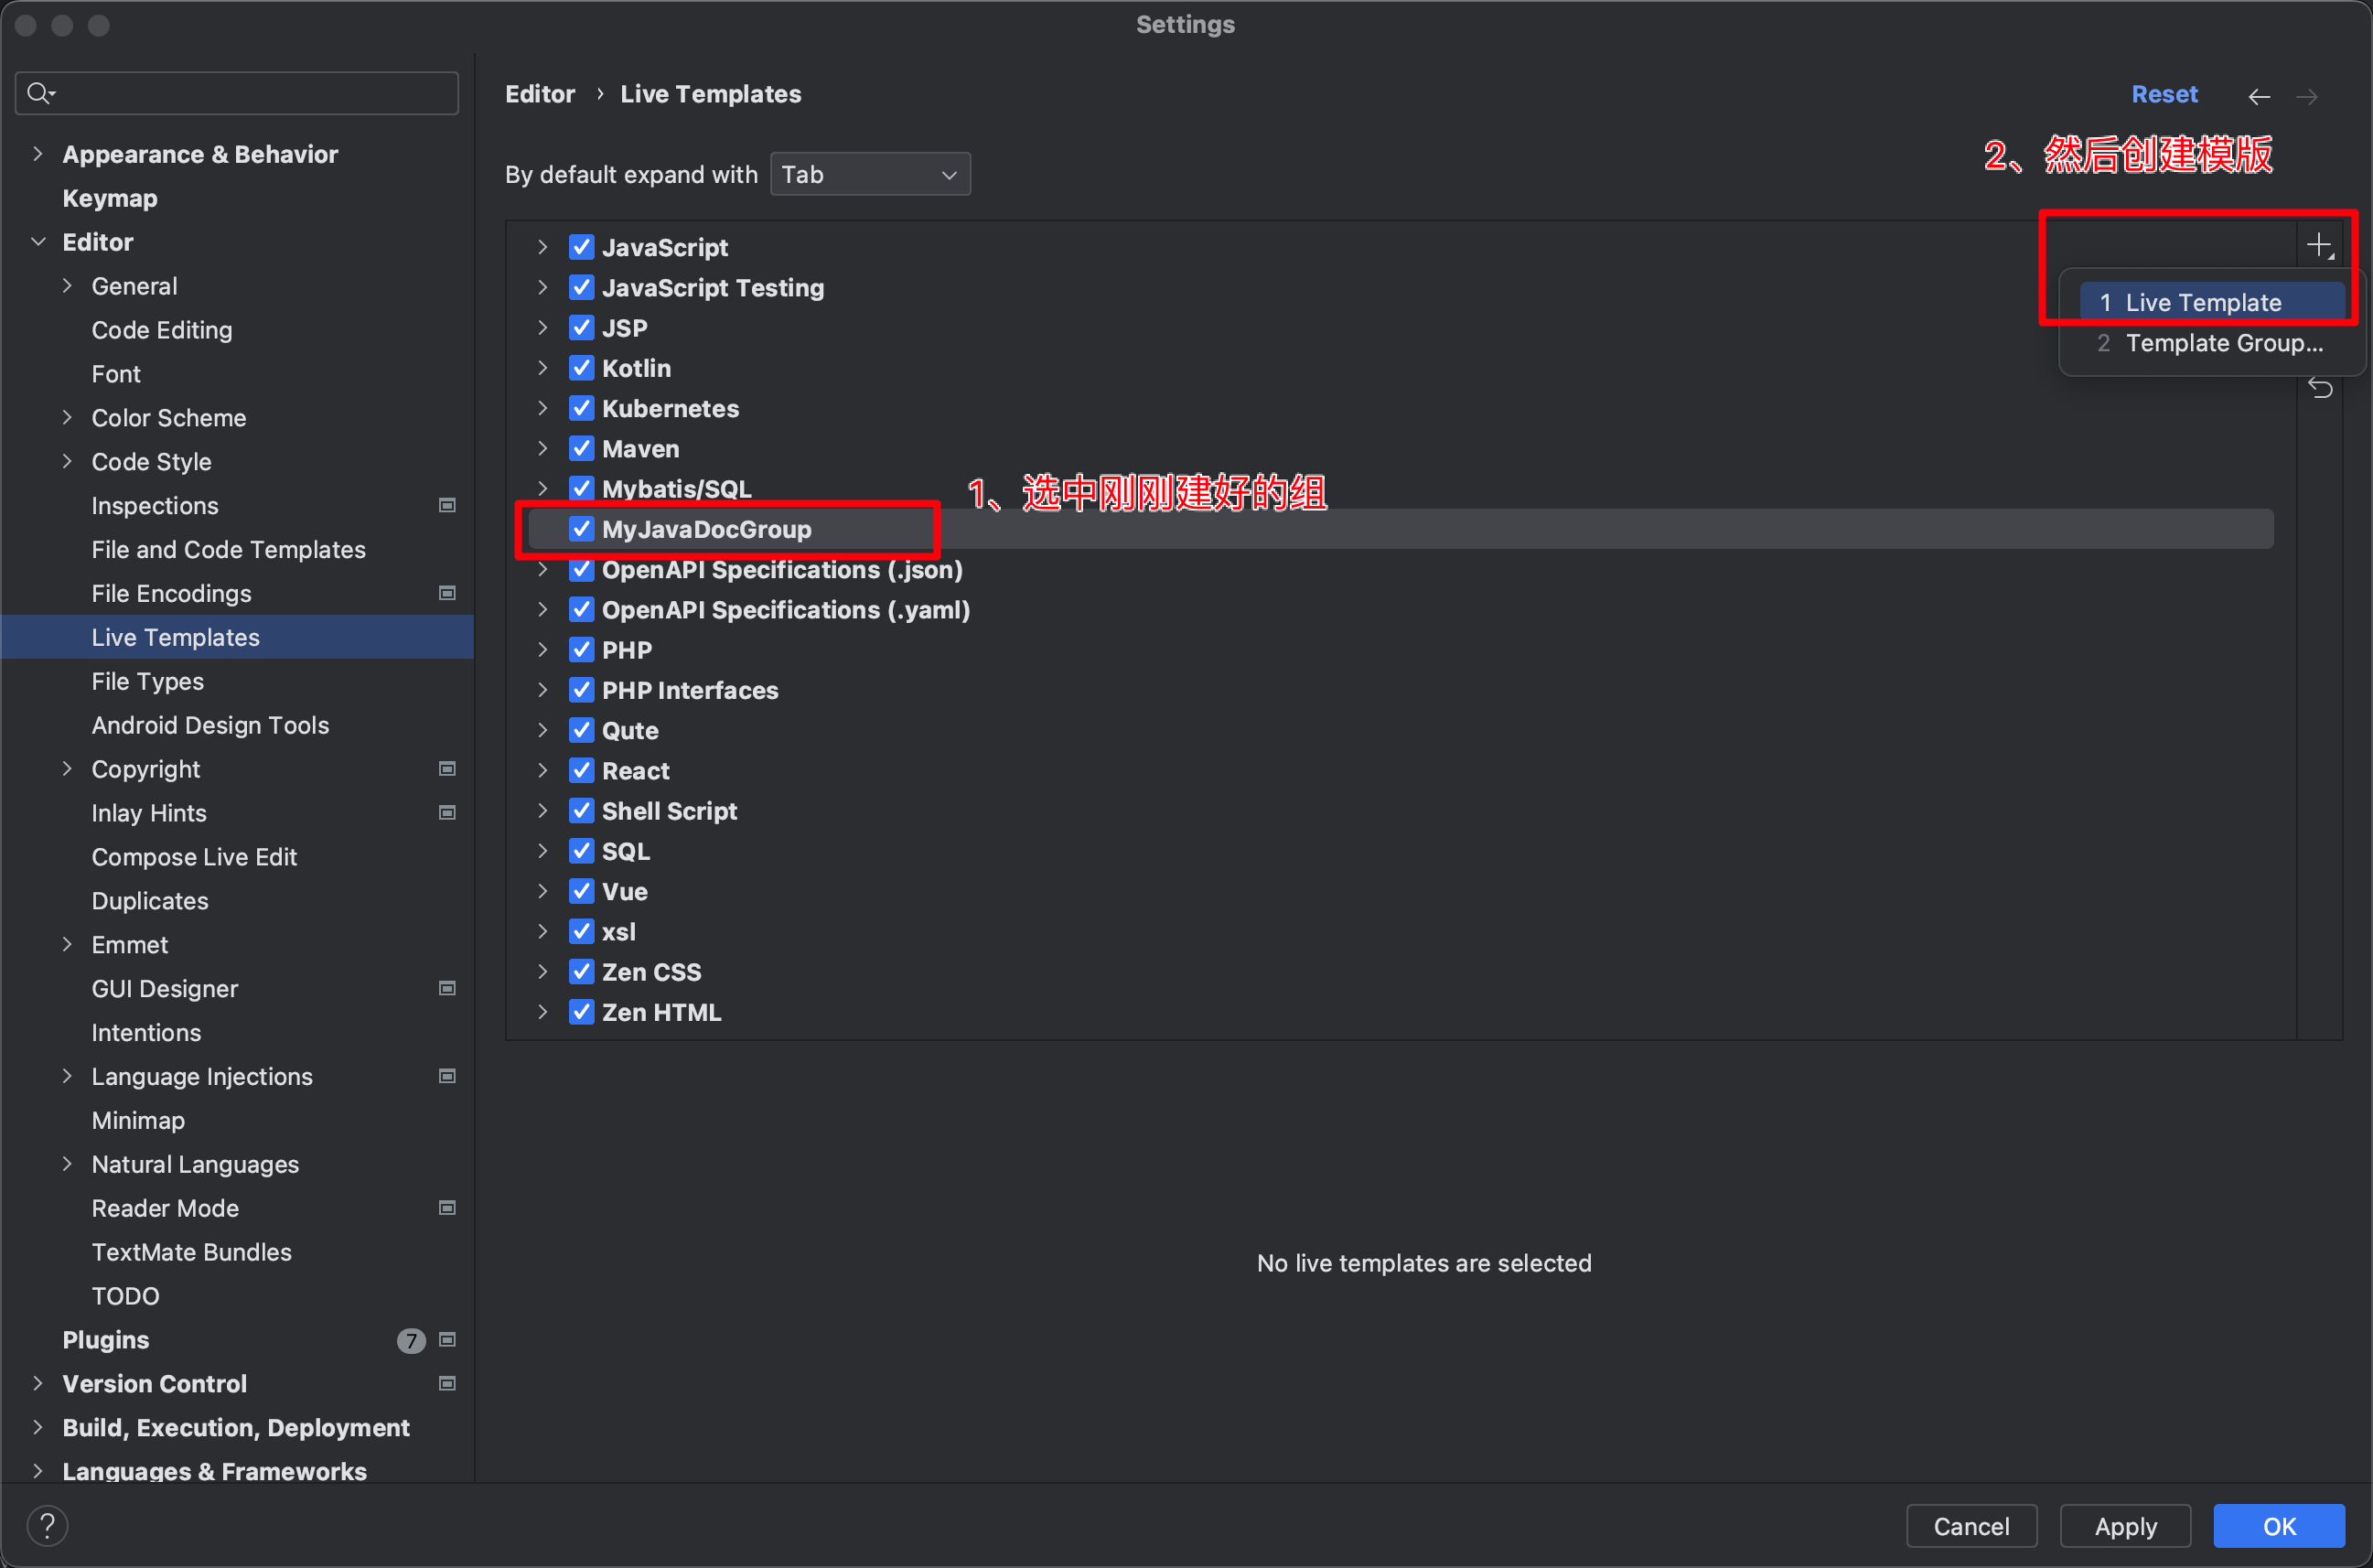 Settings
Editor › Live Templates
Reset
2、然后创建模版
By default expand with Tab
Appearance & Behavior
Keymap
Editor
General
Code Editing
Font
Color Scheme
Code Style
Inspections
File and Code Templates
File Encodings
Live Templates
File Types
Android Design Tools
Copyright
Inlay Hints
Compose Live Edit
Duplicates
Emmet
GUI Designer
Intentions
Language Injections
Minimap
Natural Languages
Reader Mode
TextMate Bundles
TODO
Plugins 7
Version Control
Build, Execution, Deployment
Languages & Frameworks
JavaScript
JavaScript Testing
JSP
Kotlin
Kubernetes
Maven
Mybatis/SQL
1、选中刚刚建好的组
MyJavaDocGroup
OpenAPI Specifications (.json)
OpenAPI Specifications (.yaml)
PHP
PHP Interfaces
Qute
React
Shell Script
SQL
Vue
xsl
Zen CSS
Zen HTML
1 Live Template
2 Template Group...
No live templates are selected
?
Cancel
Apply
OK